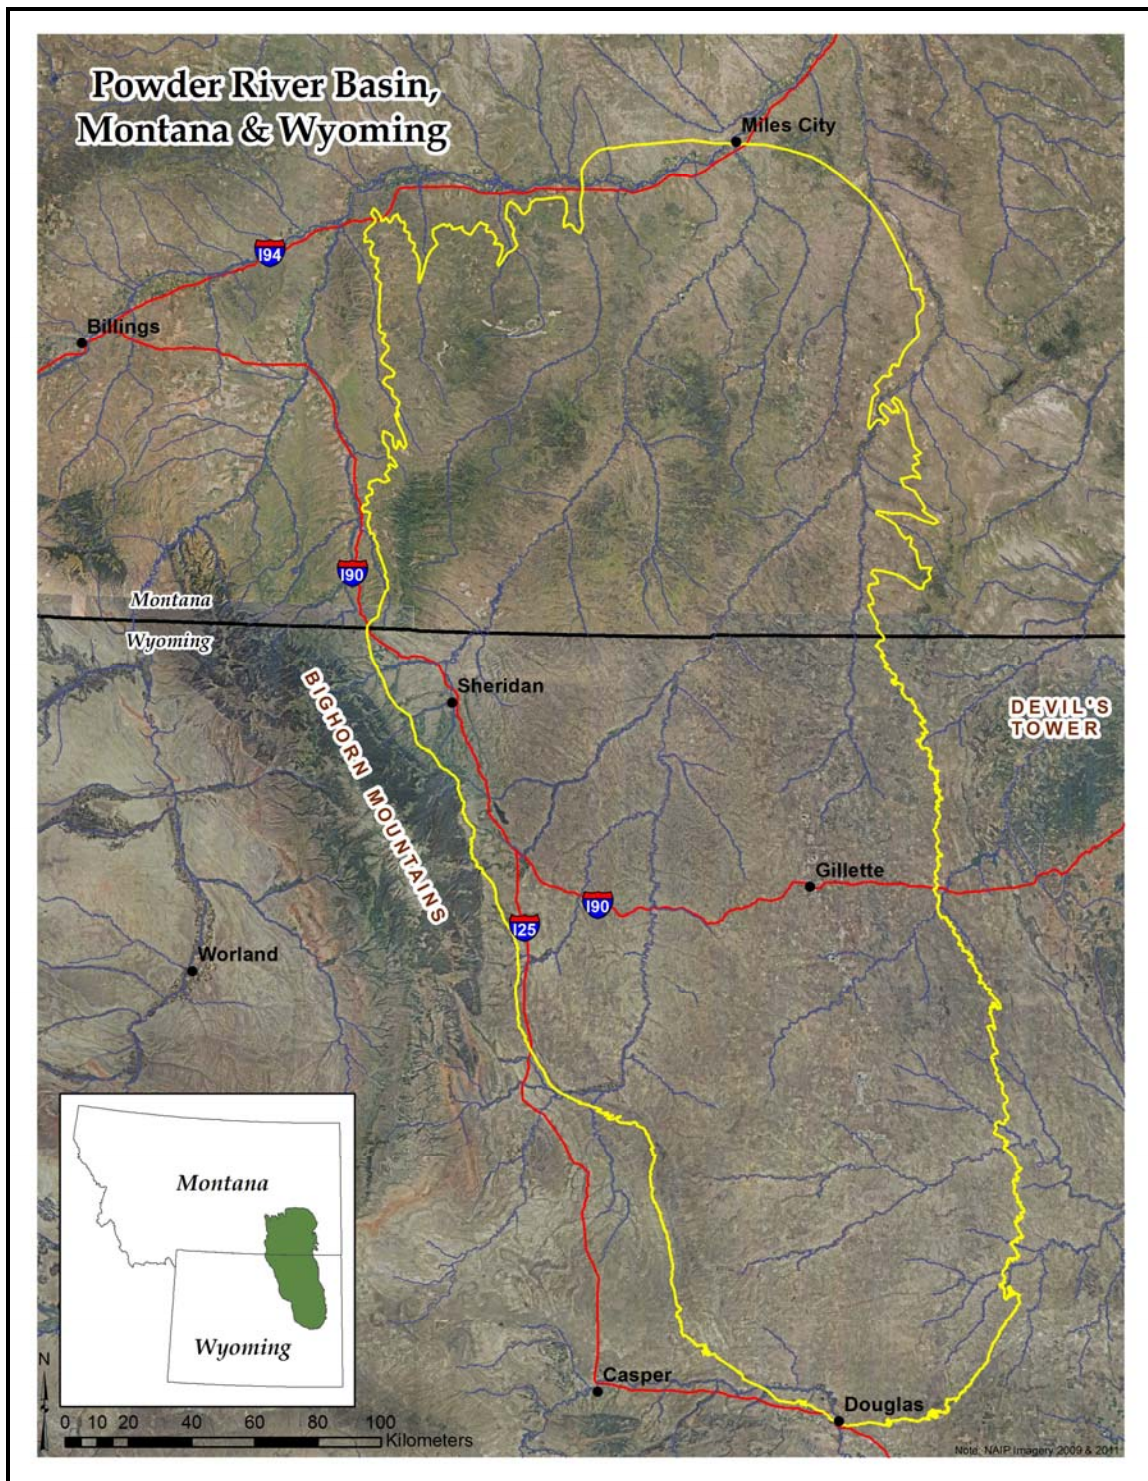 Powder River Basin,
Montana & Wyoming
Miles City
I94
Billings
I90
Montana
Wyoming
Sheridan
BIGHORN MOUNTAINS
DEVIL'S
TOWER
Gillette
I90
I25
Worland
Montana
Wyoming
Casper
Douglas
N
0 10 20 40 60 80 100
Kilometers
Note: NAIP Imagery 2009 & 2011